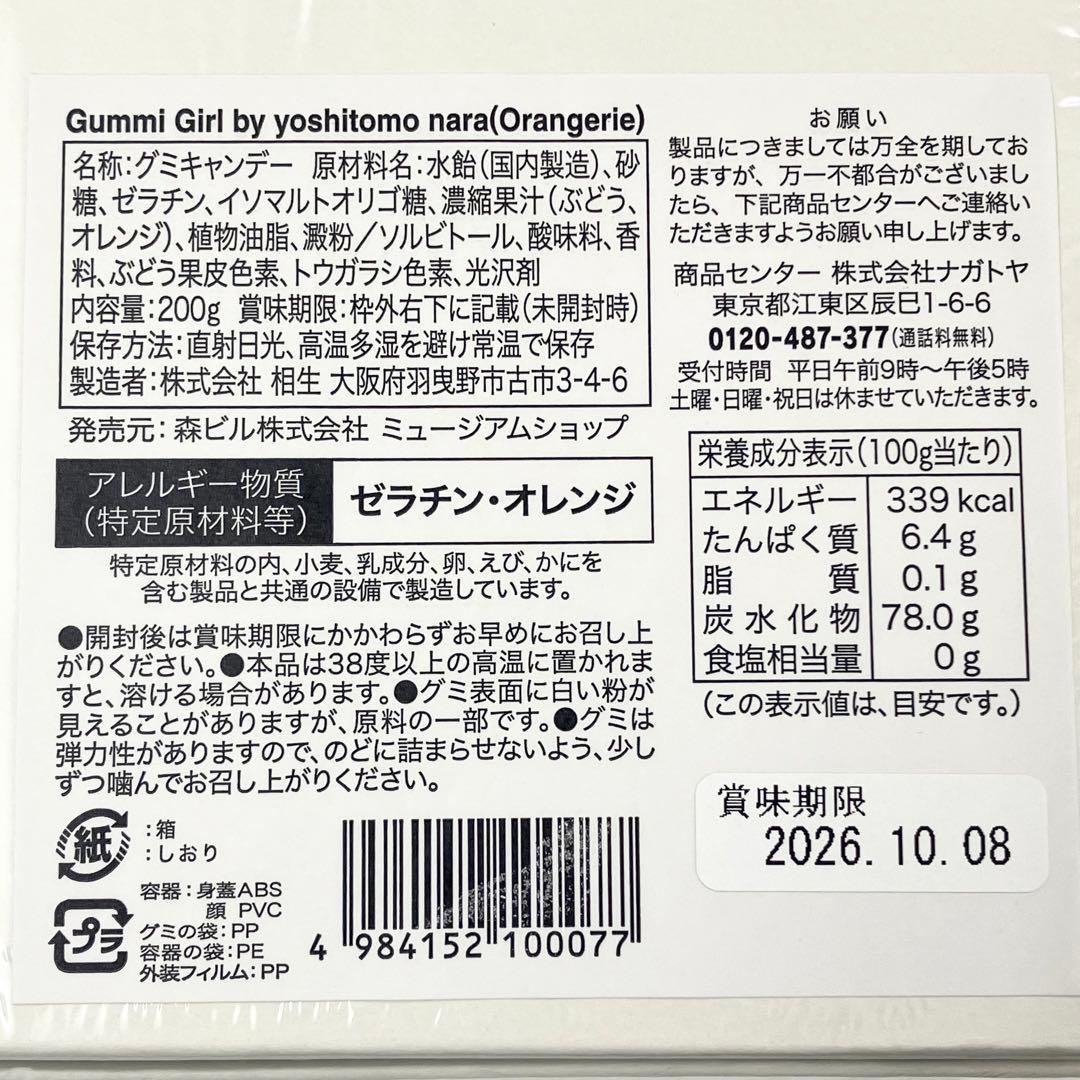 Gummi Girl by yoshitomo nara(Orangerie)
名称:グミキャンデー 原材料名:水飴(国内製造)、砂
糖、ゼラチン、イソマルトオリゴ糖、濃縮果汁(ぶどう、
オレンジ)、植物油脂、澱粉/ソルビトール、酸味料、香
料、ぶどう果皮色素、トウガラシ色素、光沢剤
内容量:200g 賞味期限:枠外右下に記載(未開封時)
保存方法:直射日光、高温多湿を避け常温で保存
製造者:株式会社 相生 大阪府羽曳野市古市3-4-6
発売元:森ビル株式会社 ミュージアムショップ
アレルギー物質
(特定原材料等)
ゼラチン・オレンジ
特定原材料の内、小麦、乳成分、卵、えび、かにを
含む製品と共通の設備で製造しています。
●開封後は賞味期限にかかわらずお早めにお召し上
がりください。●本品は38度以上の高温に置かれま
すと、溶ける場合があります。●グミ表面に白い粉が
見えることがありますが、原料の一部です。●グミは
弾力性がありますので、のどに詰まらせないよう、少し
ずつ噛んでお召し上がりください。
紙
:箱
:しおり
プラ
容器:身蓋ABS
顔 PVC
グミの袋:PP
容器の袋:PE
外装フィルム:PP
4 984152 100077
お願い
製品につきましては万全を期してお
りますが、万一不都合がございまし
たら、下記商品センターへご連絡い
ただきますようお願い申し上げます。
商品センター 株式会社ナガトヤ
東京都江東区辰巳1-6-6
0120-487-377(通話料無料)
受付時間 平日午前9時〜午後5時
土曜・日曜・祝日は休ませていただきます。
栄養成分表示(100g当たり)
エネルギー 339kcal
たんぱく質 6.4g
脂質 0.1g
炭水化物 78.0g
食塩相当量 0g
(この表示値は、目安です。)
賞味期限
2026.10.08